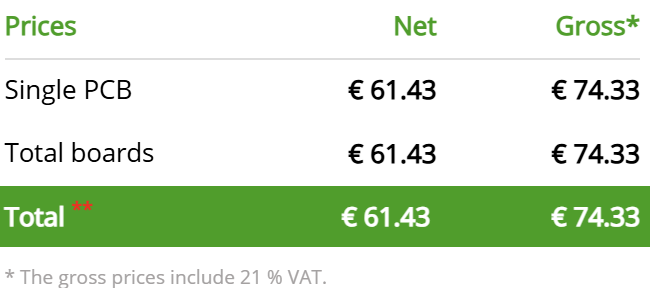 Prices Net Gross*
Single PCB € 61.43 € 74.33
Total boards € 61.43 € 74.33
Total ** € 61.43 € 74.33
* The gross prices include 21 % VAT.